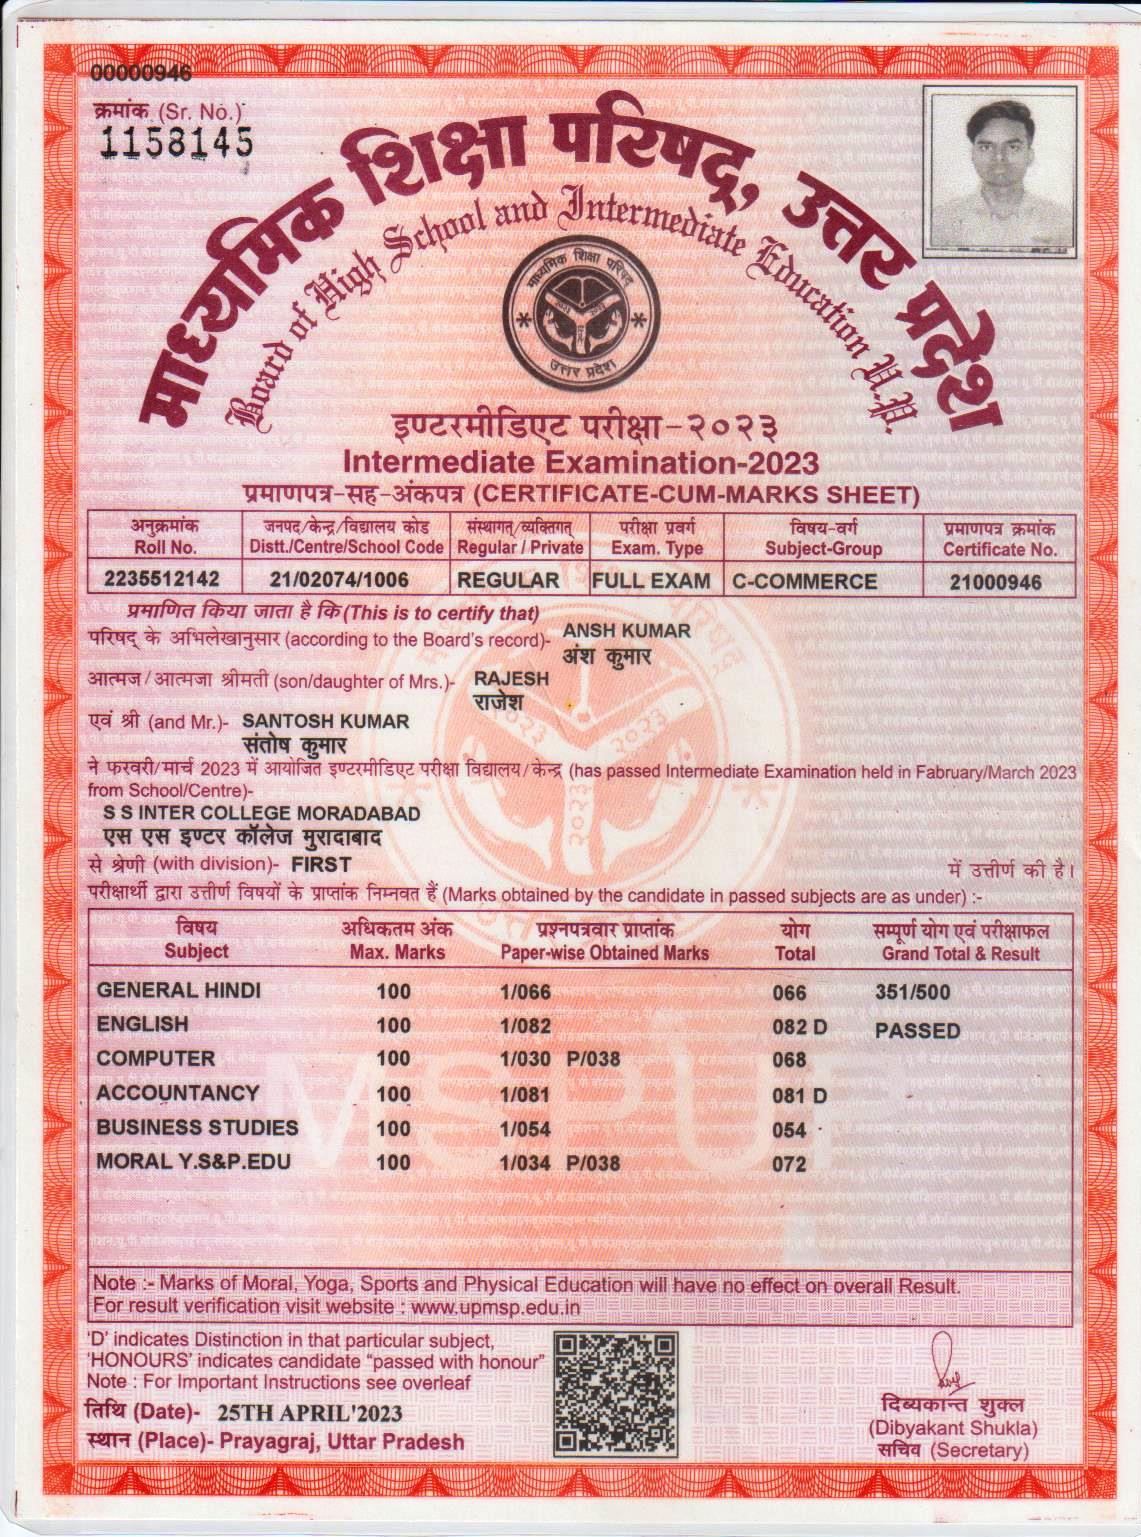 00000946
क्रमांक (Sr. No.)
1158145
माध्यमिक शिक्षा परिषद्, उत्तर प्रदेश
Board of High School and Intermediate Education U.P.
माध्यमिक शिक्षा परिषद
उत्तर प्रदेश
इण्टरमीडिएट परीक्षा-२०२३
Intermediate Examination-2023
प्रमाणपत्र-सह-अंकपत्र (CERTIFICATE-CUM-MARKS SHEET)
अनुक्रमांक जनपद/केन्द्र/विद्यालय कोड संस्थागत्/व्यक्तिगत् परीक्षा प्रवर्ग विषय-वर्ग प्रमाणपत्र क्रमांक
Roll No. Distt./Centre/School Code Regular / Private Exam. Type Subject-Group Certificate No.
2235512142 21/02074/1006 REGULAR FULL EXAM C-COMMERCE 21000946
प्रमाणित किया जाता है कि (This is to certify that)
परिषद् के अभिलेखानुसार (according to the Board's record)- ANSH KUMAR
अंश कुमार
आत्मज/आत्मजा श्रीमती (son/daughter of Mrs.)- RAJESH
राजेश
एवं श्री (and Mr.)- SANTOSH KUMAR
संतोष कुमार
ने फरवरी/मार्च 2023 में आयोजित इण्टरमीडिएट परीक्षा विद्यालय/केन्द्र (has passed Intermediate Examination held in Fabruary/March 2023
from School/Centre)-
S S INTER COLLEGE MORADABAD
एस एस इण्टर कॉलेज मुरादाबाद
से श्रेणी (with division)- FIRST में उत्तीर्ण की है।
परीक्षार्थी द्वारा उत्तीर्ण विषयों के प्राप्तांक निम्नवत हैं (Marks obtained by the candidate in passed subjects are as under) :-
विषय अधिकतम अंक प्रश्नपत्रवार प्राप्तांक योग सम्पूर्ण योग एवं परीक्षाफल
Subject Max. Marks Paper-wise Obtained Marks Total Grand Total & Result
GENERAL HINDI 100 1/066 066 351/500
ENGLISH 100 1/082 082 D PASSED
COMPUTER 100 1/030 P/038 068
ACCOUNTANCY 100 1/081 081 D
BUSINESS STUDIES 100 1/054 054
MORAL Y.S&P.EDU 100 1/034 P/038 072
Note :- Marks of Moral, Yoga, Sports and Physical Education will have no effect on overall Result.
For result verification visit website : www.upmsp.edu.in
'D' indicates Distinction in that particular subject,
'HONOURS' indicates candidate "passed with honour"
Note : For Important Instructions see overleaf
तिथि (Date)- 25TH APRIL'2023
स्थान (Place)- Prayagraj, Uttar Pradesh
दिव्यकान्त शुक्ल
(Dibyakant Shukla)
सचिव (Secretary)